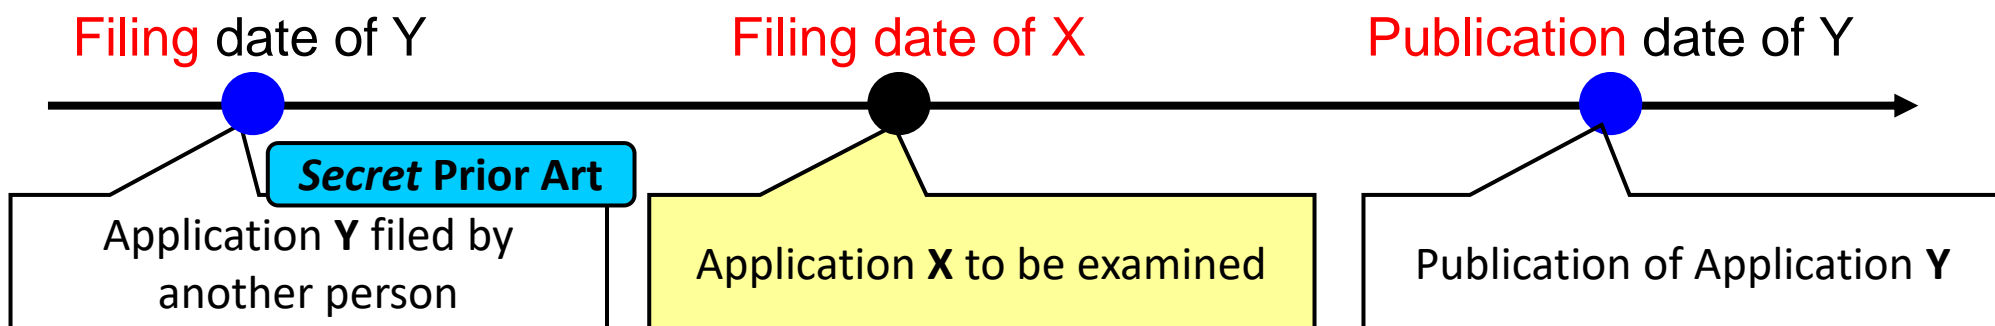 Filing date of Y
Filing date of X
Publication date of Y
Secret Prior Art
Application Y filed by
another person
Application X to be examined
Publication of Application Y